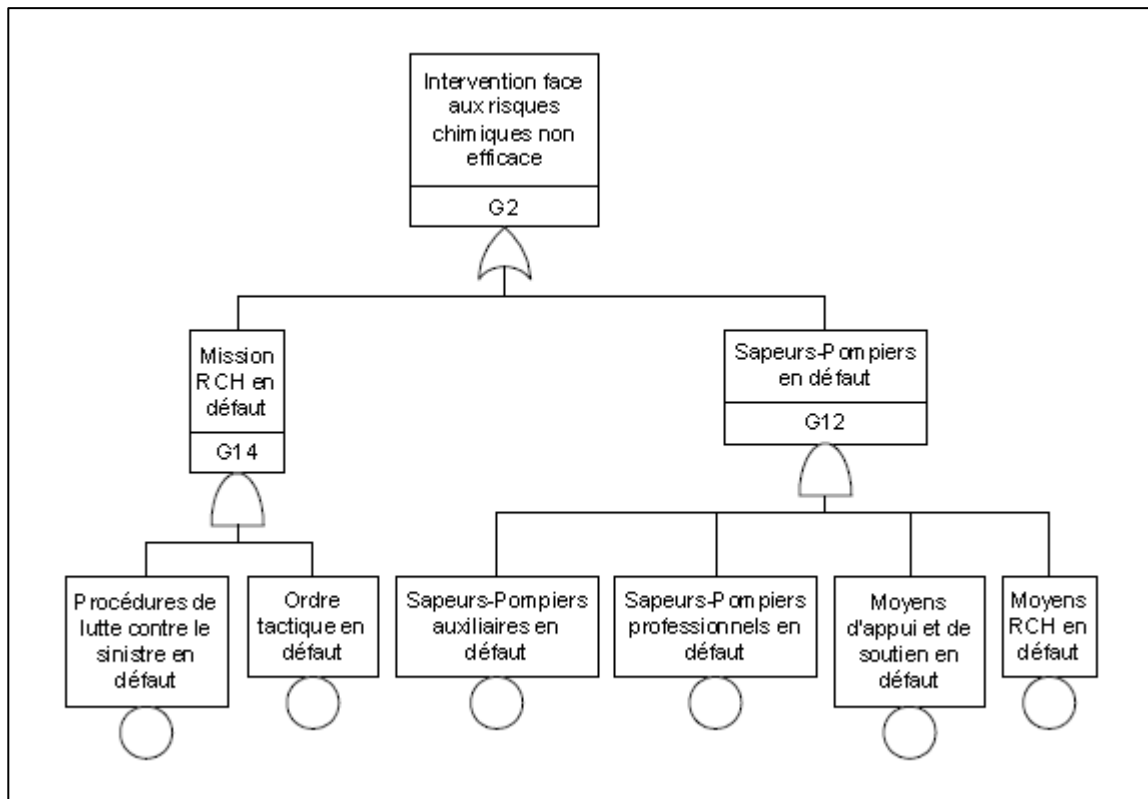 Intervention face
aux risques
chimiques non
efficace
G2
Mission
RCH en
défaut
G14
Sapeurs-Pompiers
en défaut
G12
Procédures de
lutte contre le
sinistre en
défaut
Ordre
tactique en
défaut
Sapeurs-Pompiers
auxiliaires en
défaut
Sapeurs-Pompiers
professionnels en
défaut
Moyens
d'appui et de
soutien en
défaut
Moyens
RCH en
défaut